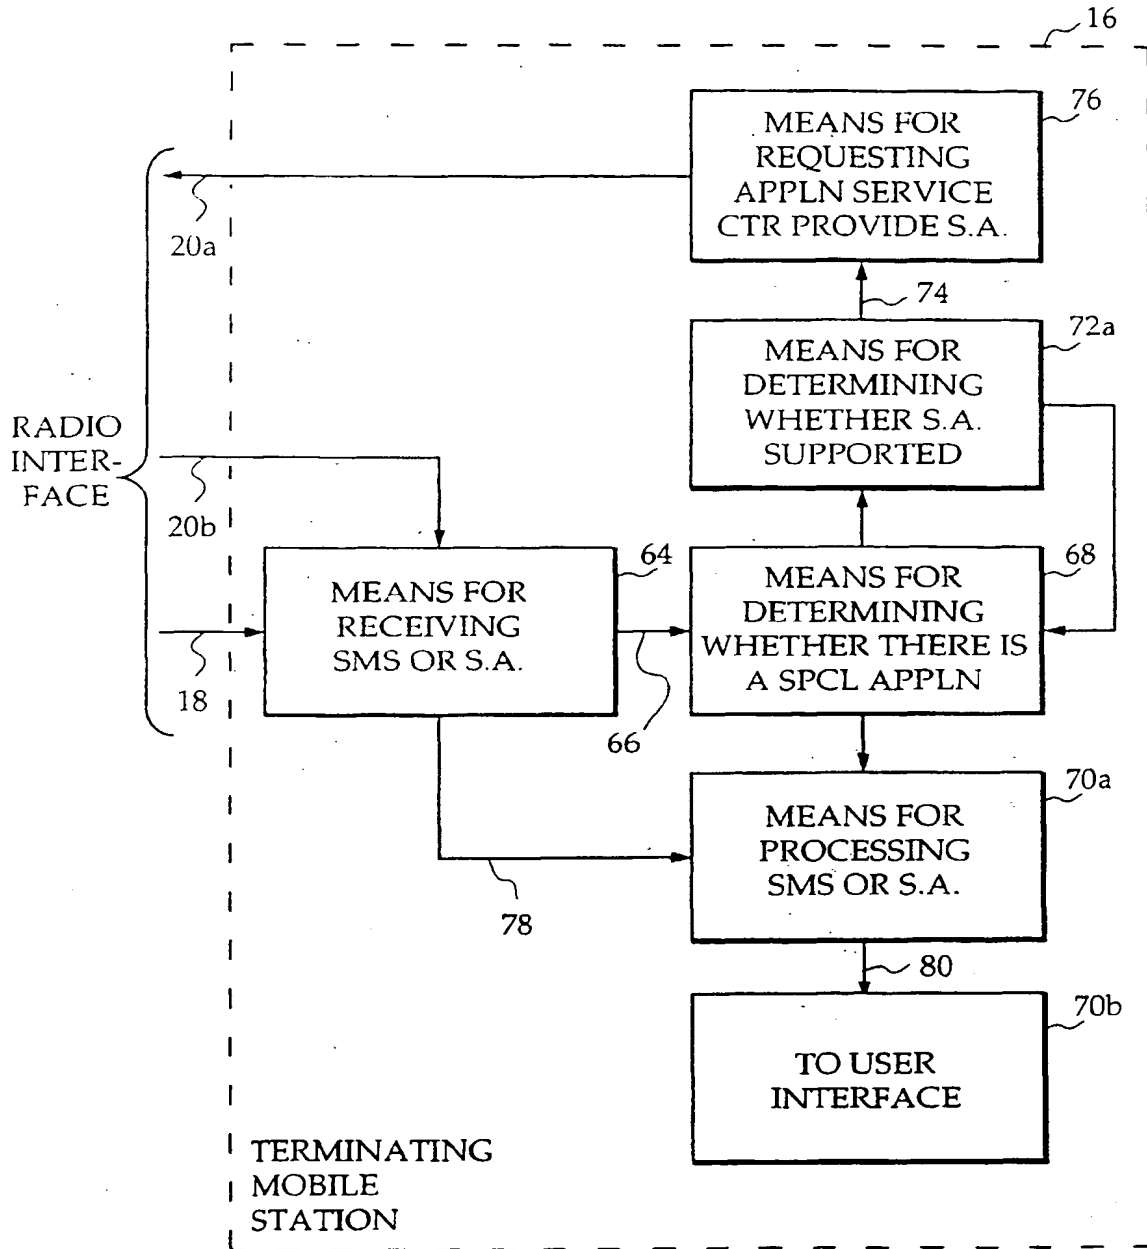 16
MEANS FOR
REQUESTING
APPLN SERVICE
CTR PROVIDE S.A.
76
20a
74
MEANS FOR
DETERMINING
WHETHER S.A.
SUPPORTED
72a
RADIO
INTER-
FACE
20b
MEANS FOR
RECEIVING
SMS OR S.A.
64
MEANS FOR
DETERMINING
WHETHER THERE IS
A SPCL APPLN
68
18
66
MEANS FOR
PROCESSING
SMS OR S.A.
70a
78
80
TO USER
INTERFACE
70b
TERMINATING
MOBILE
STATION